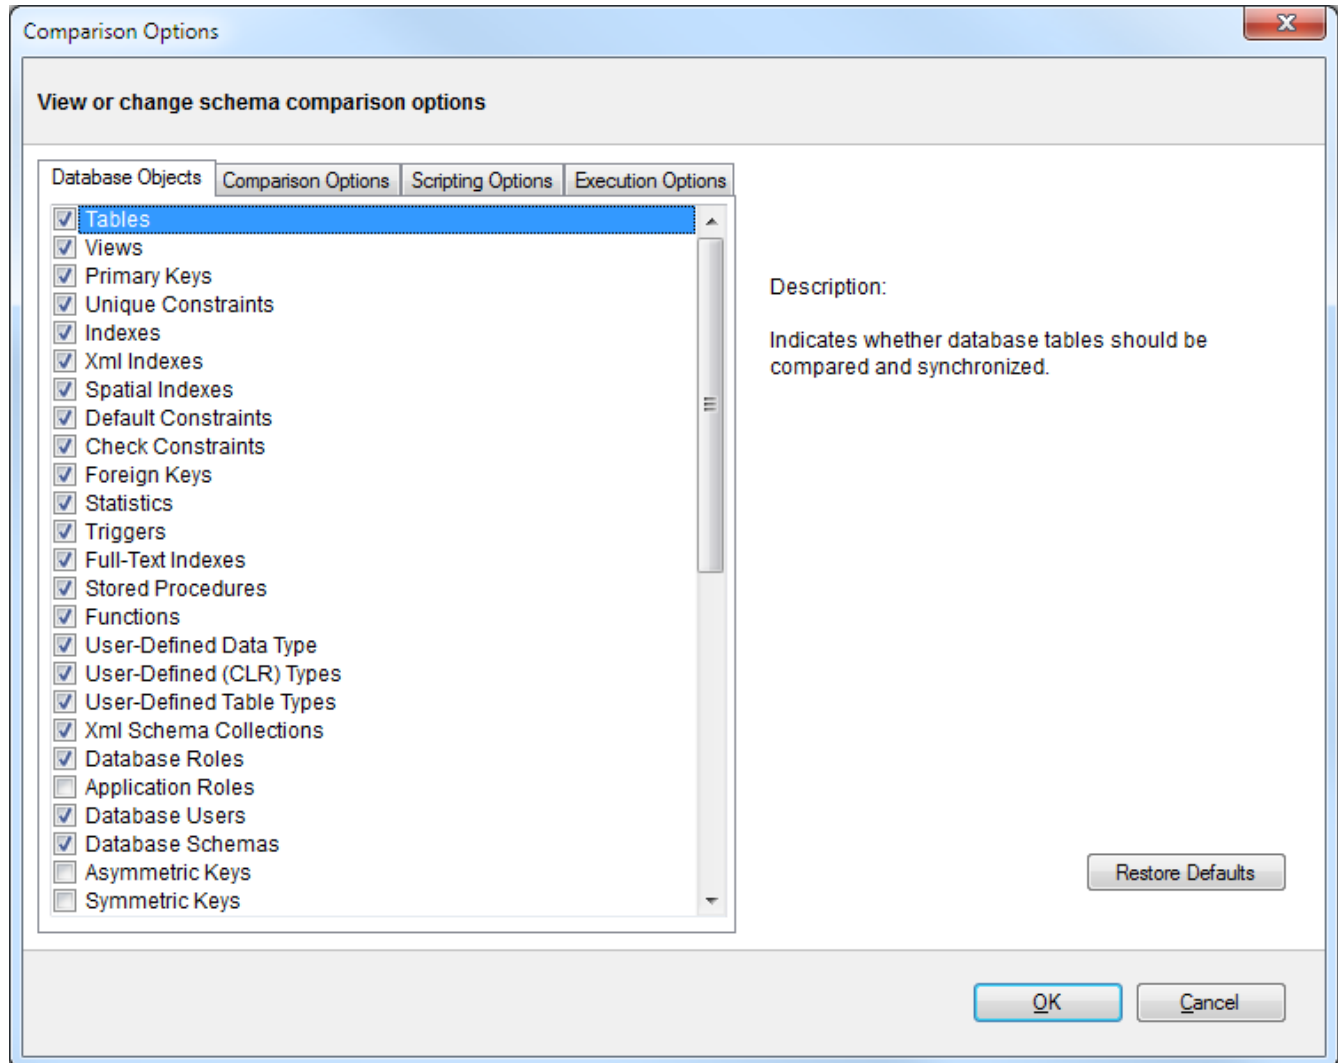 Comparison Options
View or change schema comparison options
Database Objects
Comparison Options
Scripting Options
Execution Options
Tables
Views
Primary Keys
Unique Constraints
Indexes
Xml Indexes
Spatial Indexes
Default Constraints
Check Constraints
Foreign Keys
Statistics
Triggers
Full-Text Indexes
Stored Procedures
Functions
User-Defined Data Type
User-Defined (CLR) Types
User-Defined Table Types
Xml Schema Collections
Database Roles
Application Roles
Database Users
Database Schemas
Asymmetric Keys
Symmetric Keys
Description:
Indicates whether database tables should be
compared and synchronized.
Restore Defaults
OK
Cancel